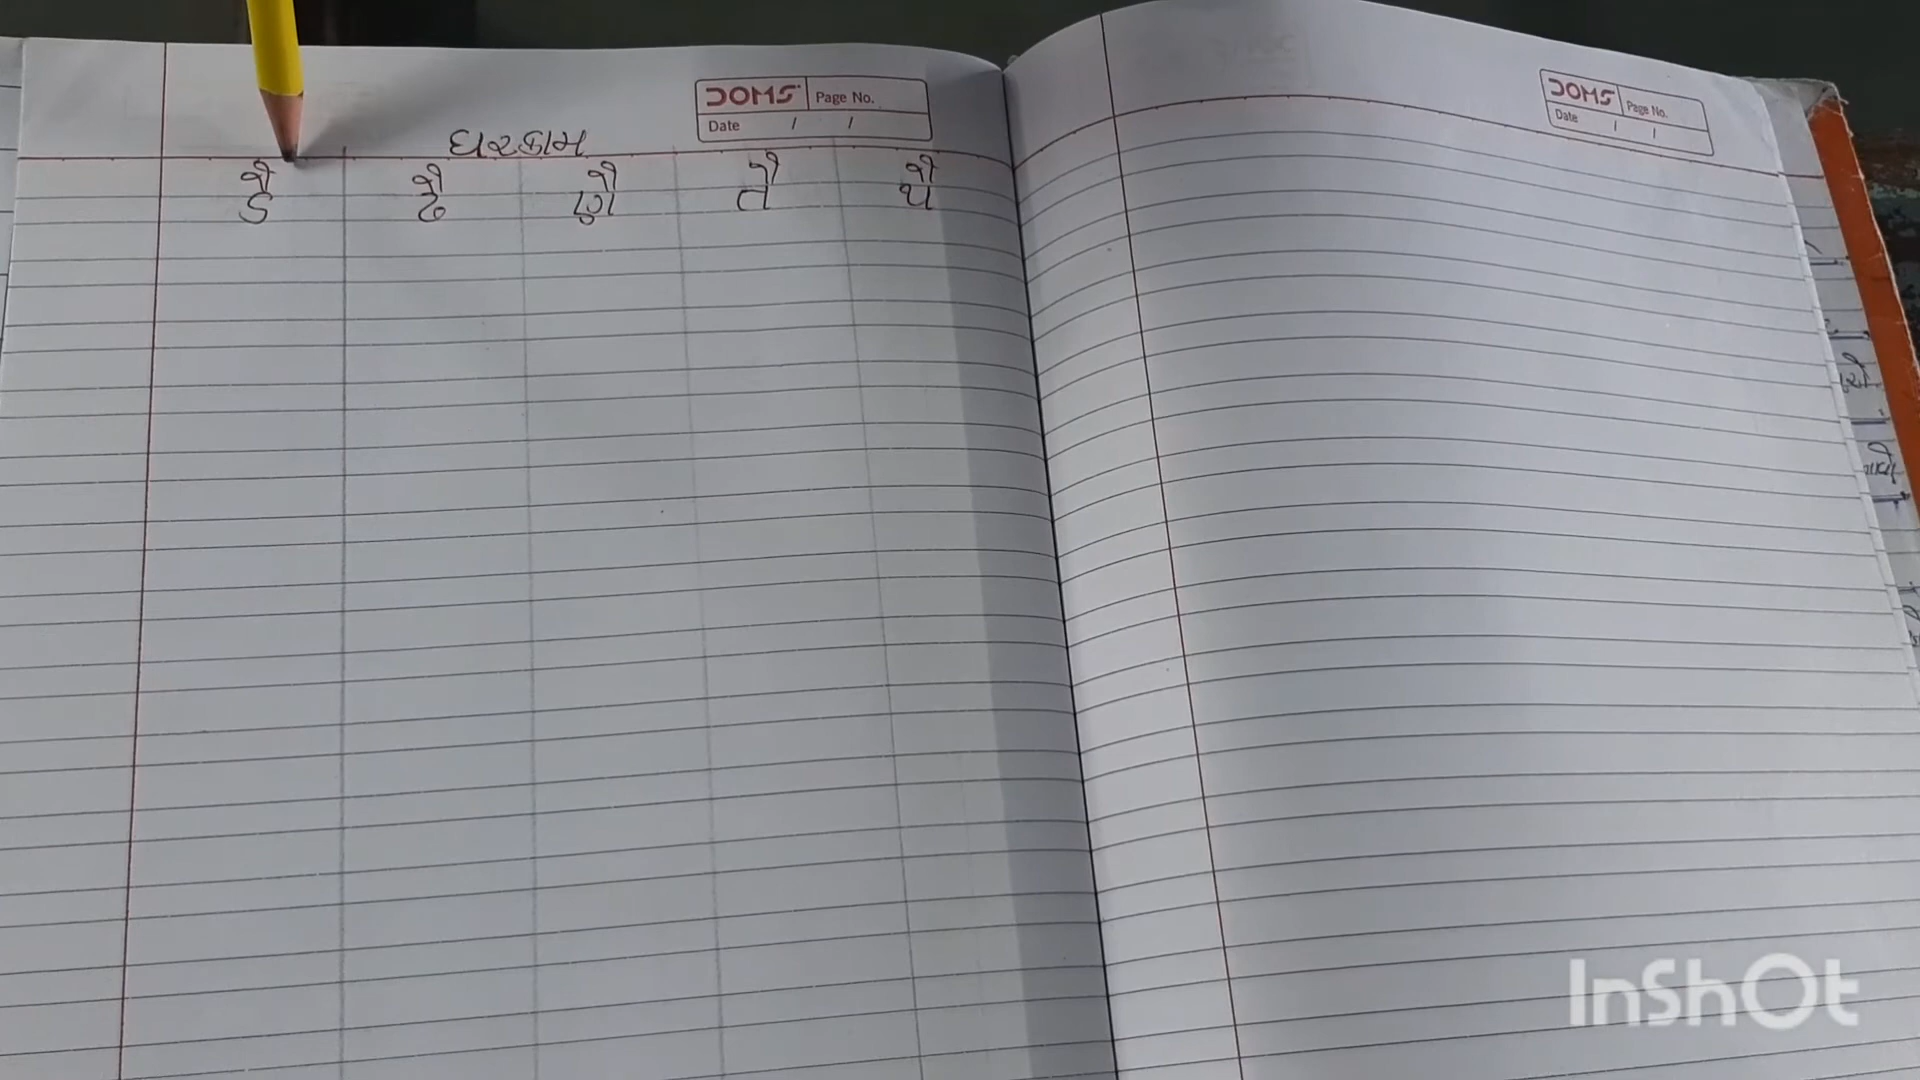 DOMS Page No.
Date / /
ઘરકામ
ડૈ ઢૈ ણૈ તૈ થૈ
DOMS Page No.
Date / /
InShOt